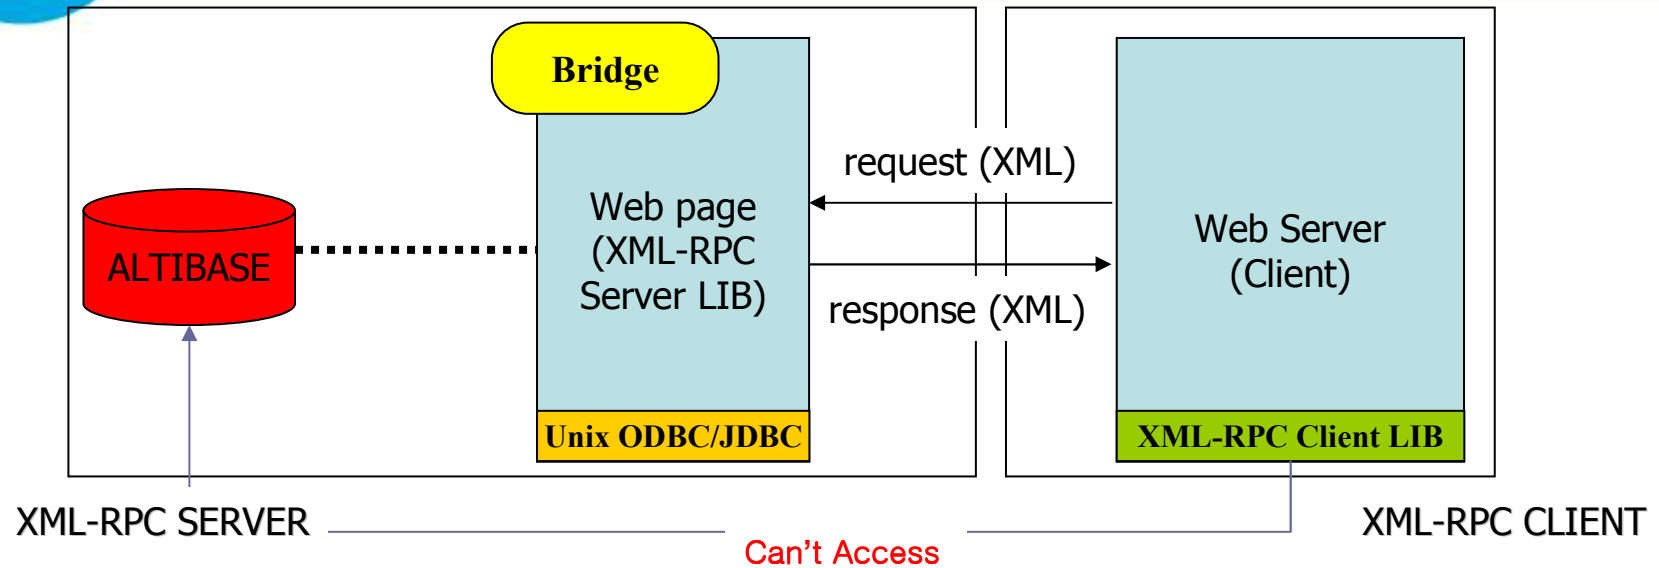 Bridge
request (XML)
Web page
(XML-RPC
Server LIB)
Web Server
(Client)
ALTIBASE
response (XML)
Unix ODBC/JDBC
XML-RPC Client LIB
XML-RPC SERVER
XML-RPC CLIENT
Can't Access